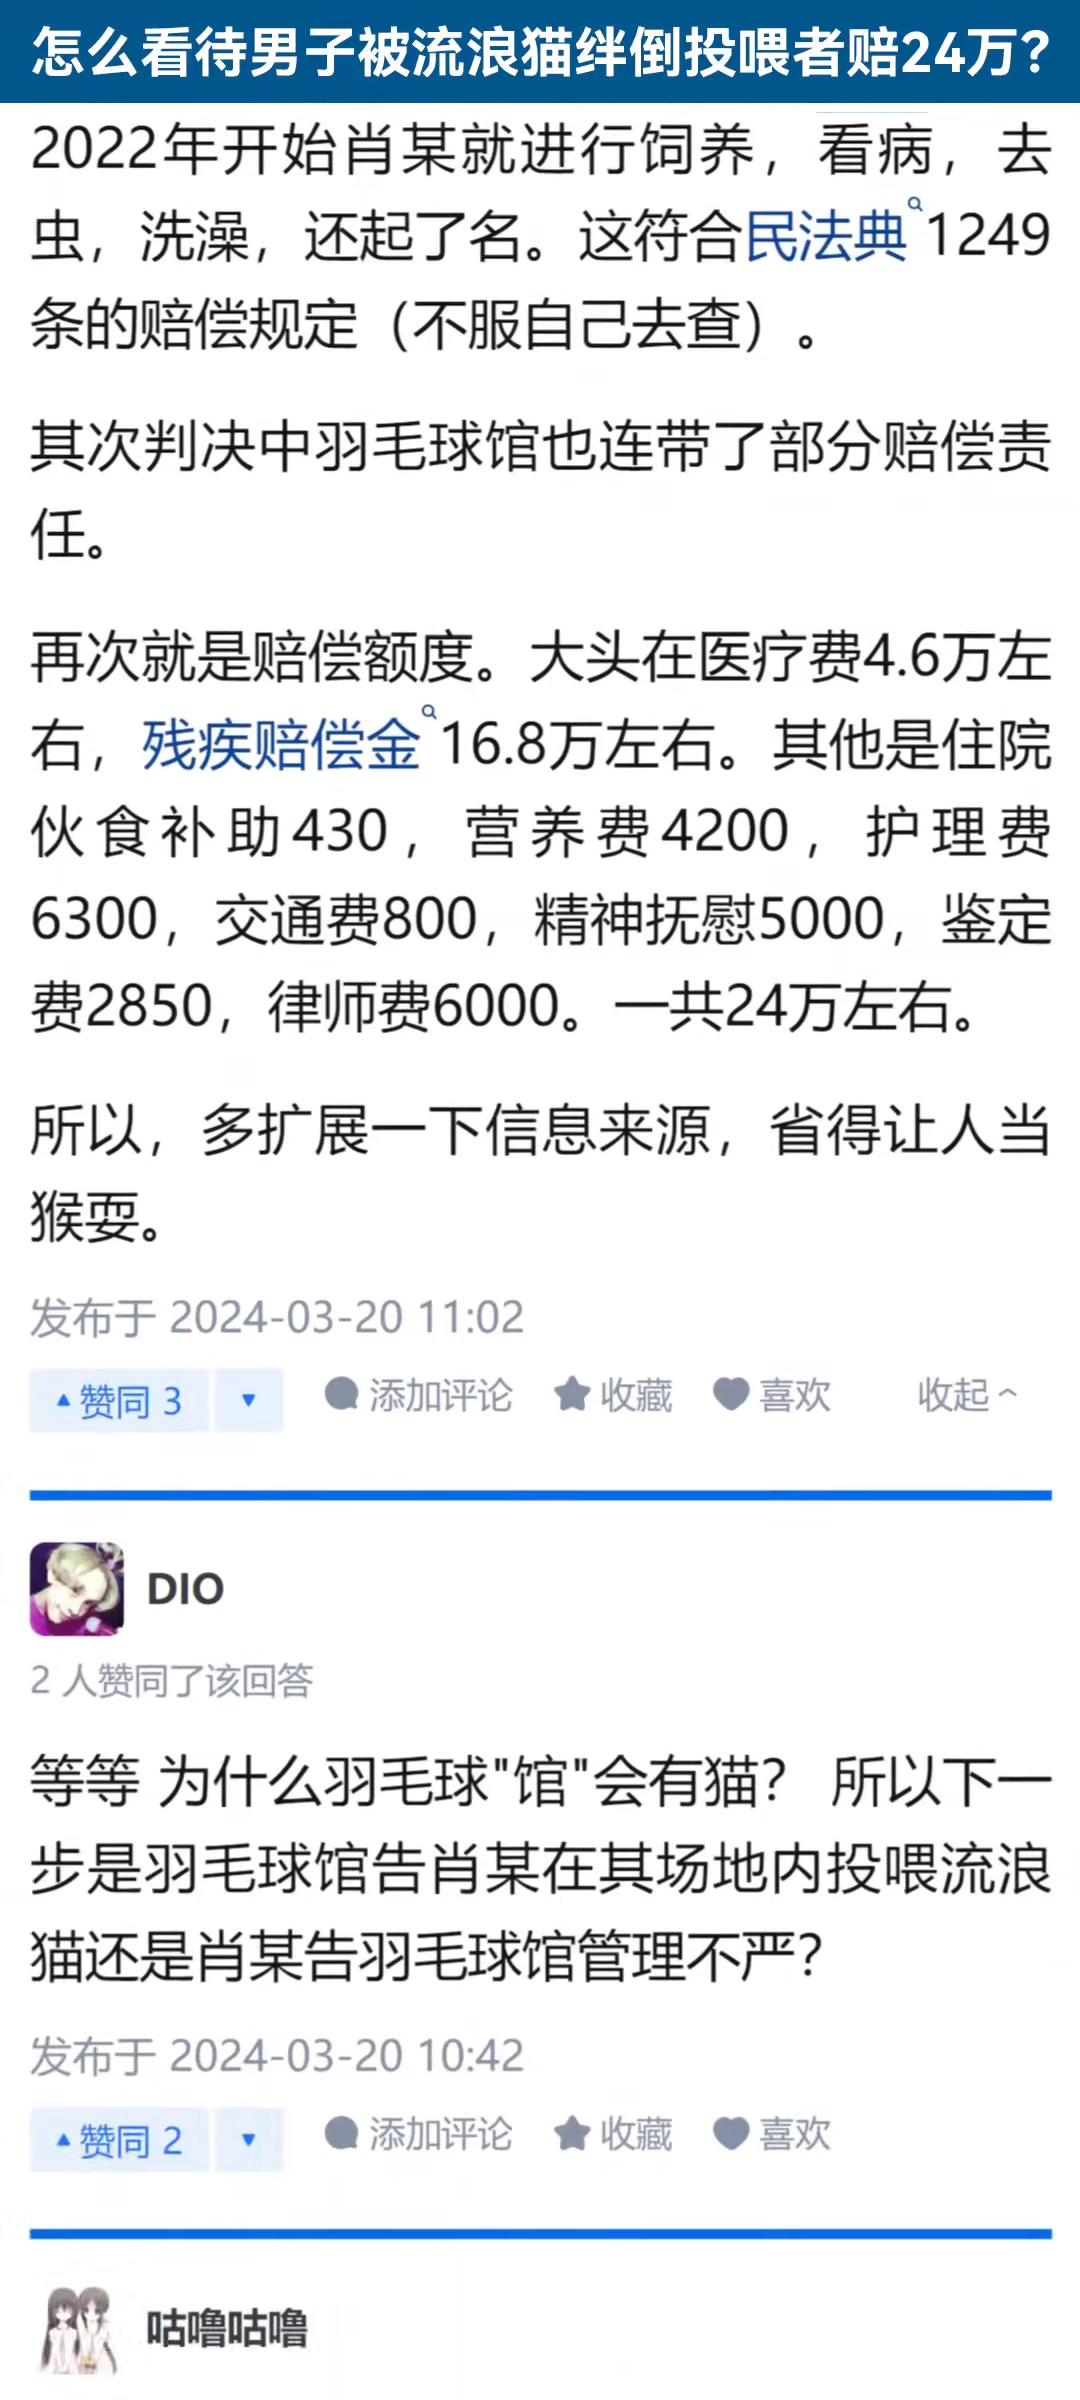 怎么看待男子被流浪猫绊倒投喂者赔24万?
2022年开始肖某就进行饲养，看病，去
虫，洗澡，还起了名。这符合民法典1249
条的赔偿规定（不服自己去查）。
其次判决中羽毛球馆也连带了部分赔偿责
任。
再次就是赔偿额度。大头在医疗费4.6万左
右，残疾赔偿金16.8万左右。其他是住院
伙食补助430，营养费4200，护理费
6300，交通费800，精神抚慰5000，鉴定
费2850，律师费6000。一共24万左右。
所以，多扩展一下信息来源，省得让人当
猴耍。
发布于 2024-03-20 11:02
赞同 3 添加评论 收藏 喜欢 收起
DIO
2 人赞同了该回答
等等 为什么羽毛球"馆"会有猫？ 所以下一
步是羽毛球馆告肖某在其场地内投喂流浪
猫还是肖某告羽毛球馆管理不严？
发布于 2024-03-20 10:42
赞同 2 添加评论 收藏 喜欢
咕噜咕噜